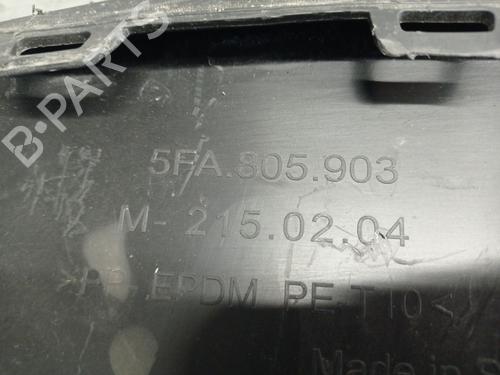 B-PARTS
5FA.805.903
M- 215.02.04
>PP-EPDM PE-T10<
Made in S